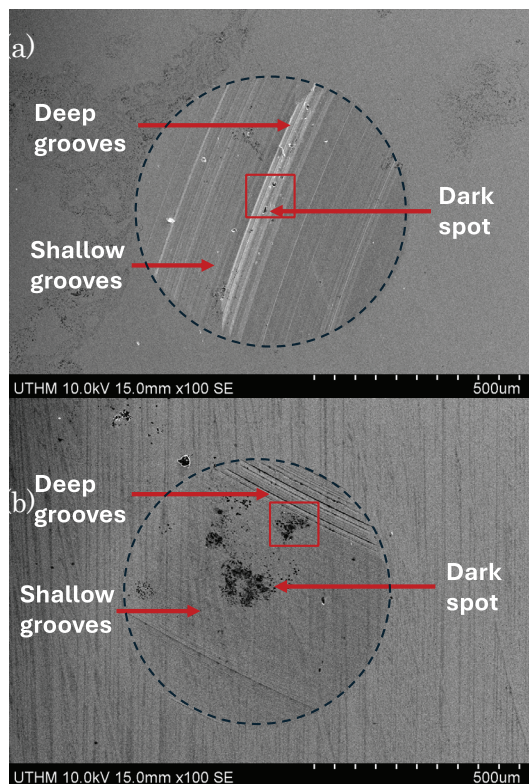 (a)
Deep
grooves
Dark
spot
Shallow
grooves
UTHM 10.0kV 15.0mm x100 SE
500um
(b)
Deep
grooves
Dark
spot
Shallow
grooves
UTHM 10.0kV 15.0mm x100 SE
500um